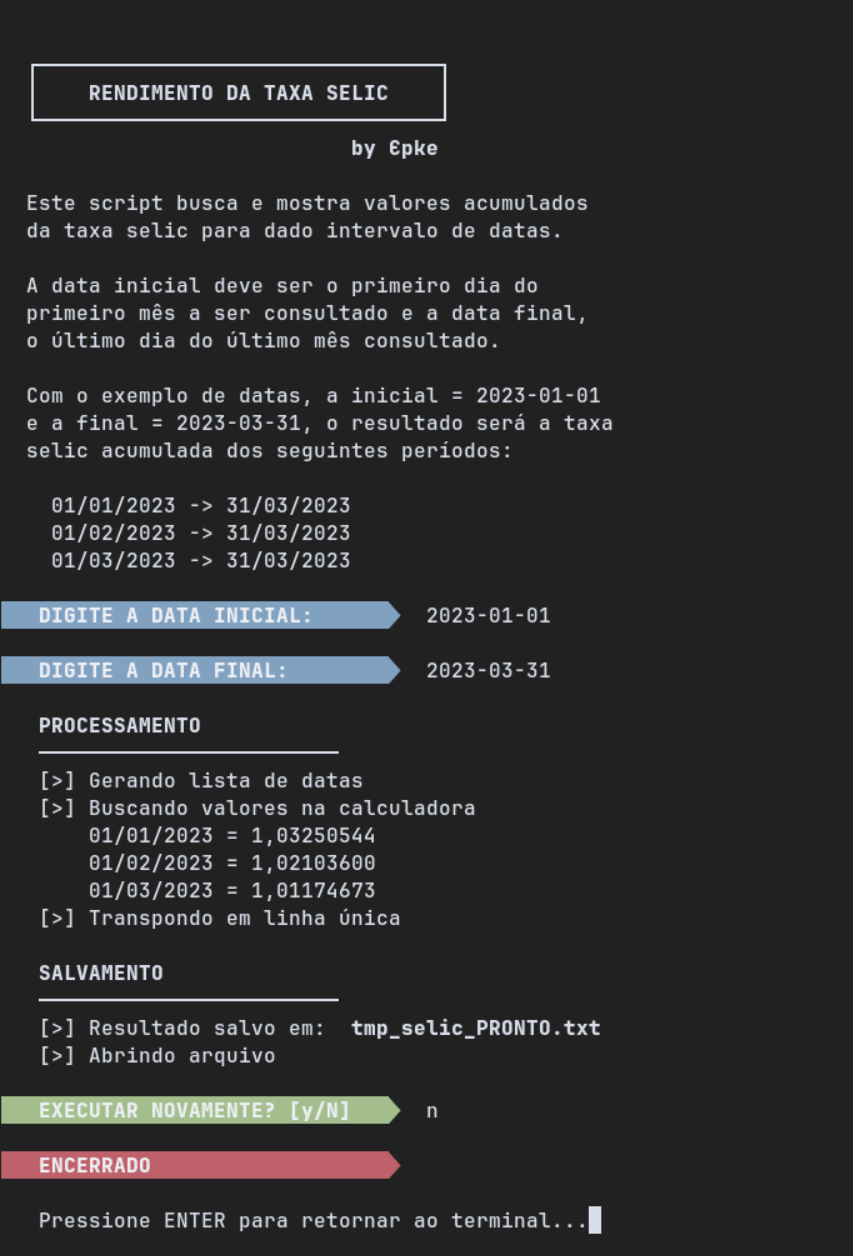 RENDIMENTO DA TAXA SELIC
by Єpke
Este script busca e mostra valores acumulados
da taxa selic para dado intervalo de datas.
A data inicial deve ser o primeiro dia do
primeiro mês a ser consultado e a data final,
o último dia do último mês consultado.
Com o exemplo de datas, a inicial = 2023-01-01
e a final = 2023-03-31, o resultado será a taxa
selic acumulada dos seguintes períodos:
01/01/2023 -> 31/03/2023
01/02/2023 -> 31/03/2023
01/03/2023 -> 31/03/2023
DIGITE A DATA INICIAL: 2023-01-01
DIGITE A DATA FINAL: 2023-03-31
PROCESSAMENTO
[>] Gerando lista de datas
[>] Buscando valores na calculadora
01/01/2023 = 1,03250544
01/02/2023 = 1,02103600
01/03/2023 = 1,01174673
[>] Transpondo em linha única
SALVAMENTO
[>] Resultado salvo em: tmp_selic_PRONTO.txt
[>] Abrindo arquivo
EXECUTAR NOVAMENTE? [y/N] n
ENCERRADO
Pressione ENTER para retornar ao terminal...